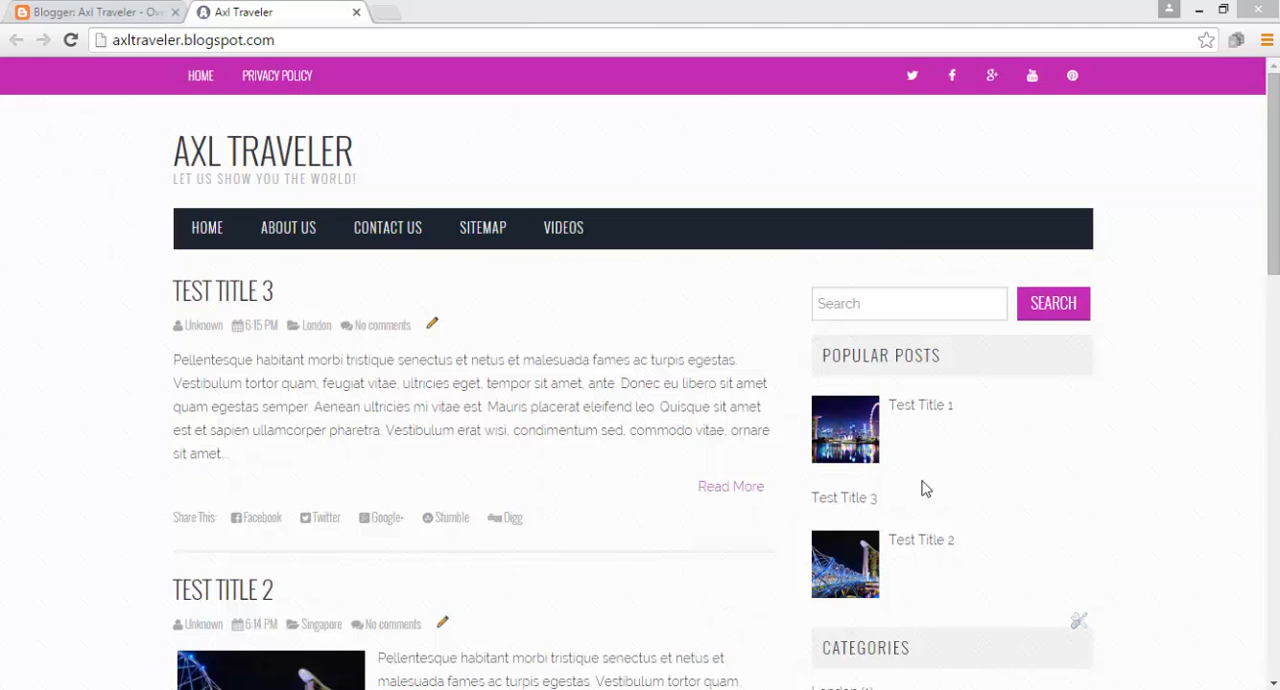 Blogger: Axl Traveler - Ove
Axl Traveler
axltraveler.blogspot.com
HOME PRIVACY POLICY
AXL TRAVELER
LET US SHOW YOU THE WORLD!
HOME ABOUT US CONTACT US SITEMAP VIDEOS
TEST TITLE 3
Unknown 6:15 PM London No comments
Pellentesque habitant morbi tristique senectus et netus et malesuada fames ac turpis egestas.
Vestibulum tortor quam, feugiat vitae, ultricies eget, tempor sit amet, ante. Donec eu libero sit amet
quam egestas semper. Aenean ultricies mi vitae est. Mauris placerat eleifend leo. Quisque sit amet
est et sapien ullamcorper pharetra. Vestibulum erat wisi, condimentum sed, commodo vitae, ornare
sit amet...
Read More
Share This: Facebook Twitter Google+ Stumble Digg
TEST TITLE 2
Unknown 6:14 PM Singapore No comments
Pellentesque habitant morbi tristique senectus et netus et
malesuada fames ac turpis egestas. Vestibulum tortor quam,
Search SEARCH
POPULAR POSTS
Test Title 1
Test Title 3
Test Title 2
CATEGORIES
London (1)